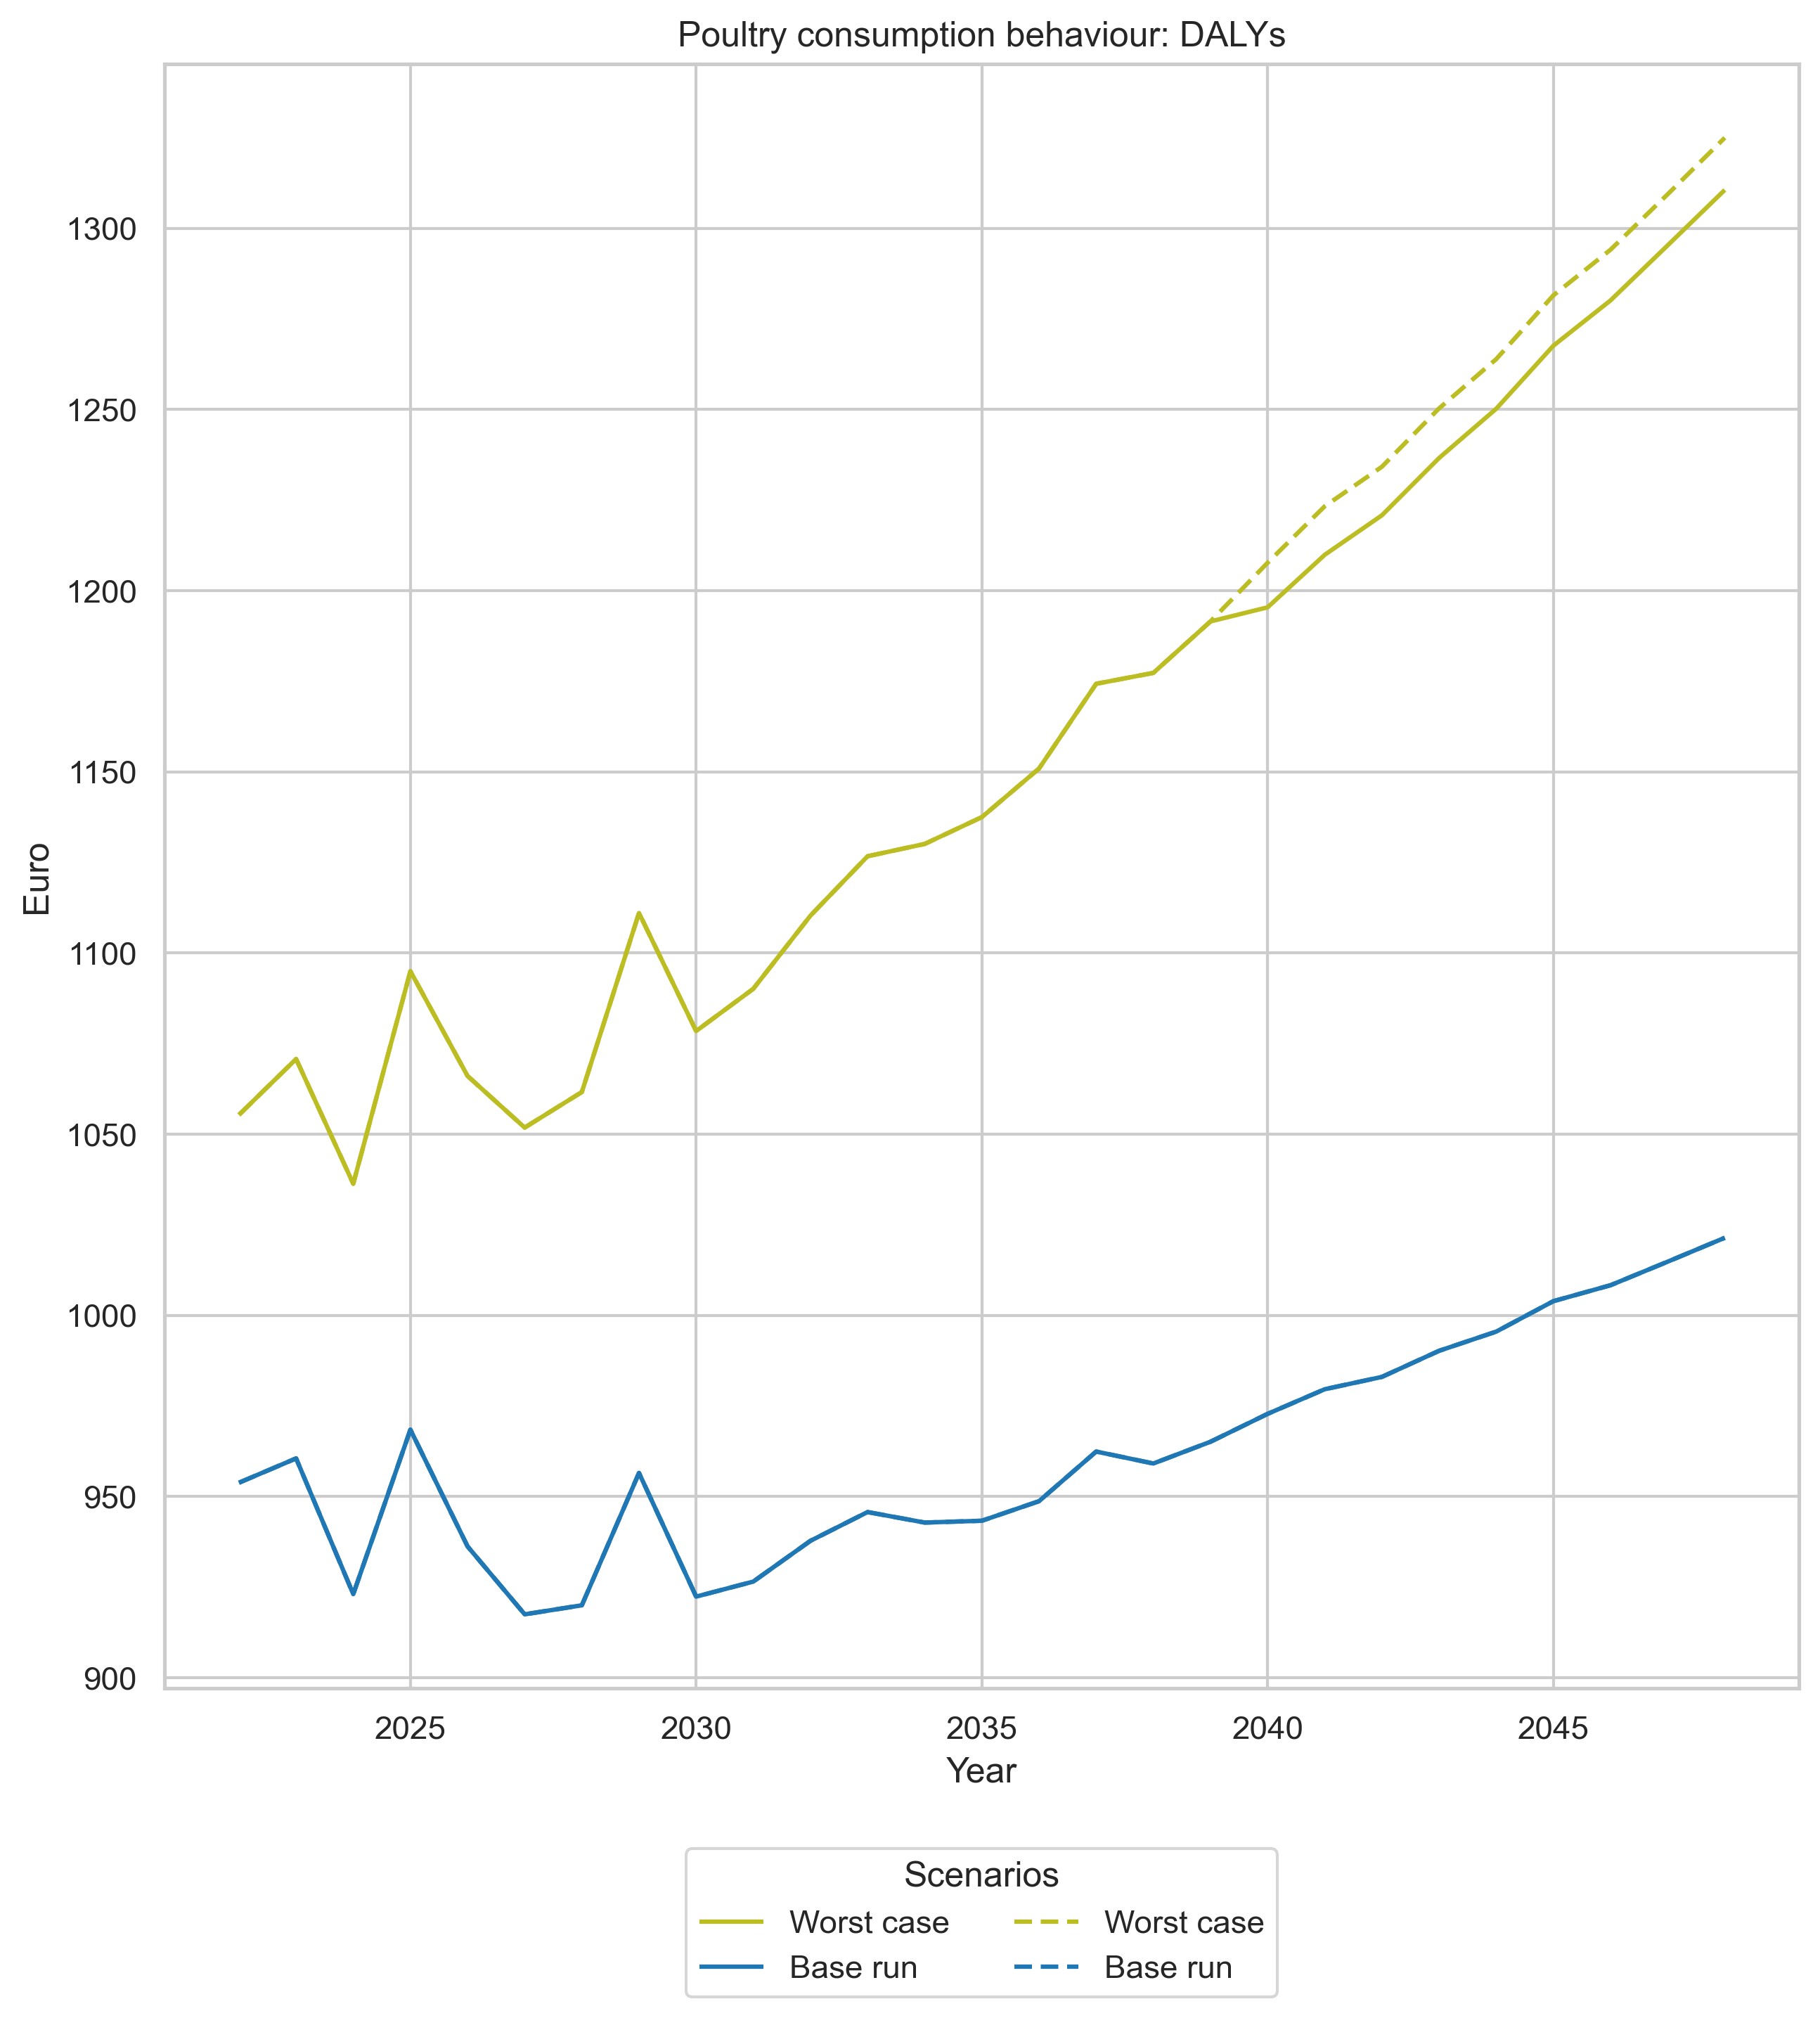 Poultry consumption behaviour: DALYs
1300
1250
1200
1150
1100
1050
1000
950
900
Euro
2025 2030 2035 2040 2045
Year
Scenarios
Worst case Worst case
Base run Base run